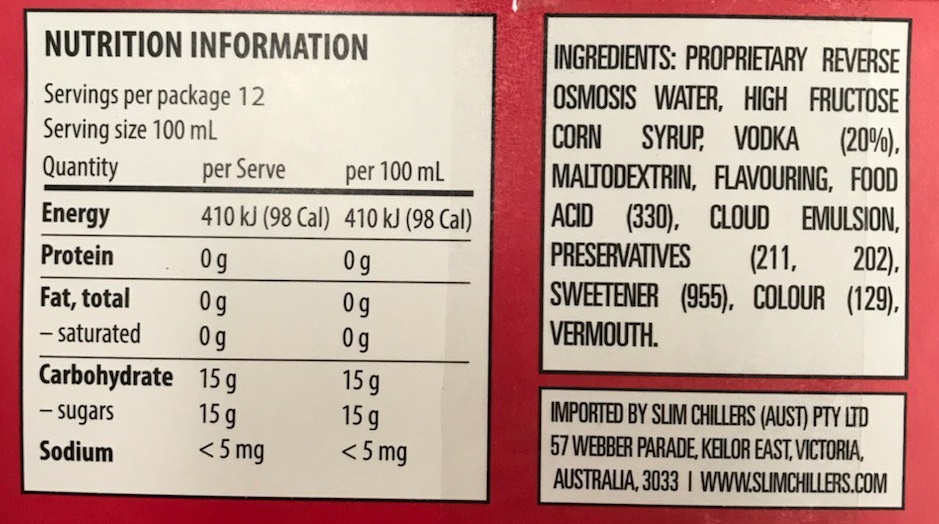 NUTRITION INFORMATION
Servings per package 12
Serving size 100 mL
Quantity per Serve per 100 mL
Energy 410 kJ (98 Cal) 410 kJ (98 Cal)
Protein 0 g 0 g
Fat, total 0 g 0 g
– saturated 0 g 0 g
Carbohydrate 15 g 15 g
– sugars 15 g 15 g
Sodium < 5 mg < 5 mg
INGREDIENTS: PROPRIETARY REVERSE
OSMOSIS WATER, HIGH FRUCTOSE
CORN SYRUP, VODKA (20%),
MALTODEXTRIN, FLAVOURING, FOOD
ACID (330), CLOUD EMULSION,
PRESERVATIVES (211, 202),
SWEETENER (955), COLOUR (129),
VERMOUTH.
IMPORTED BY SLIM CHILLERS (AUST) PTY LTD
57 WEBBER PARADE, KEILOR EAST, VICTORIA,
AUSTRALIA, 3033 | WWW.SLIMCHILLERS.COM